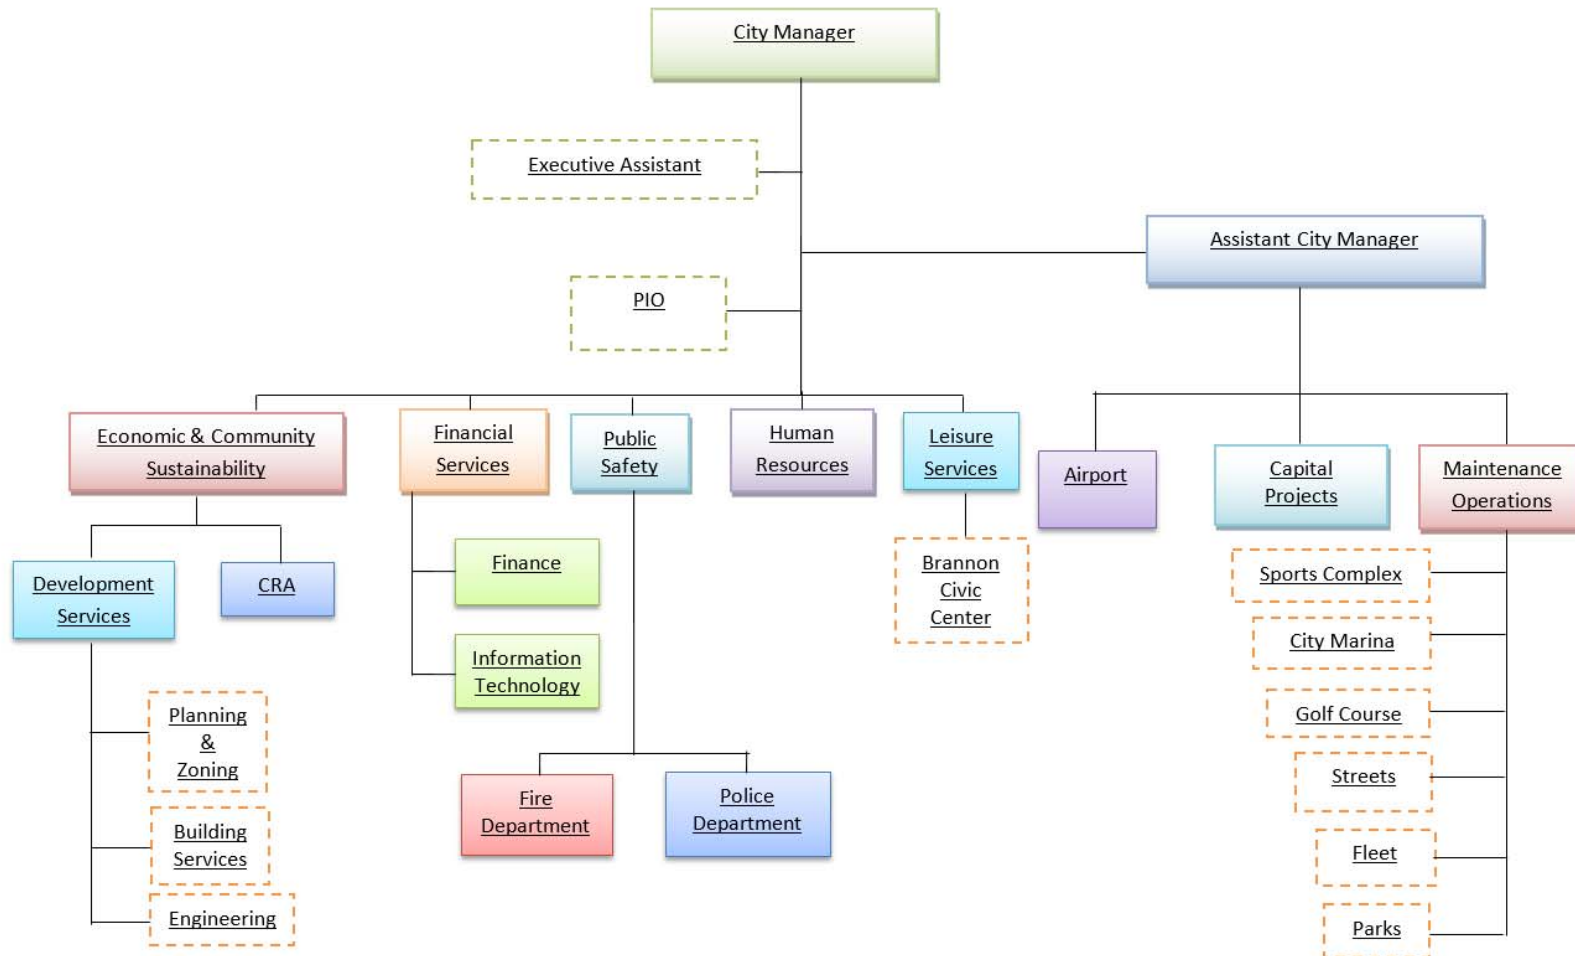 City Manager
Executive Assistant
Assistant City Manager
PIO
Economic & Community
Sustainability
Financial
Services
Public
Safety
Human
Resources
Leisure
Services
Airport
Capital
Projects
Maintenance
Operations
Development
Services
CRA
Finance
Information
Technology
Brannon
Civic
Center
Sports Complex
City Marina
Golf Course
Streets
Fleet
Parks
Planning
&
Zoning
Building
Services
Engineering
Fire
Department
Police
Department